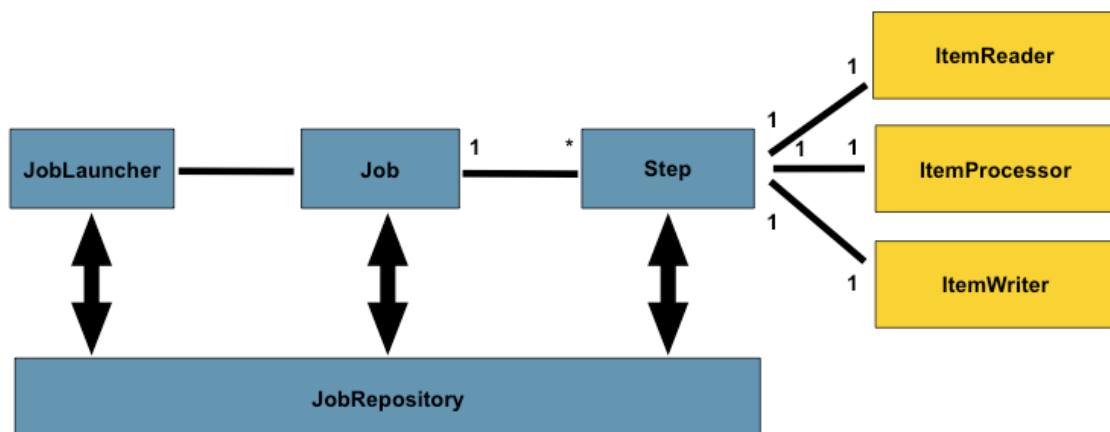 ItemReader
1
1
JobLauncher
Job
1
*
Step
1
1
ItemProcessor
1
1
ItemWriter
JobRepository